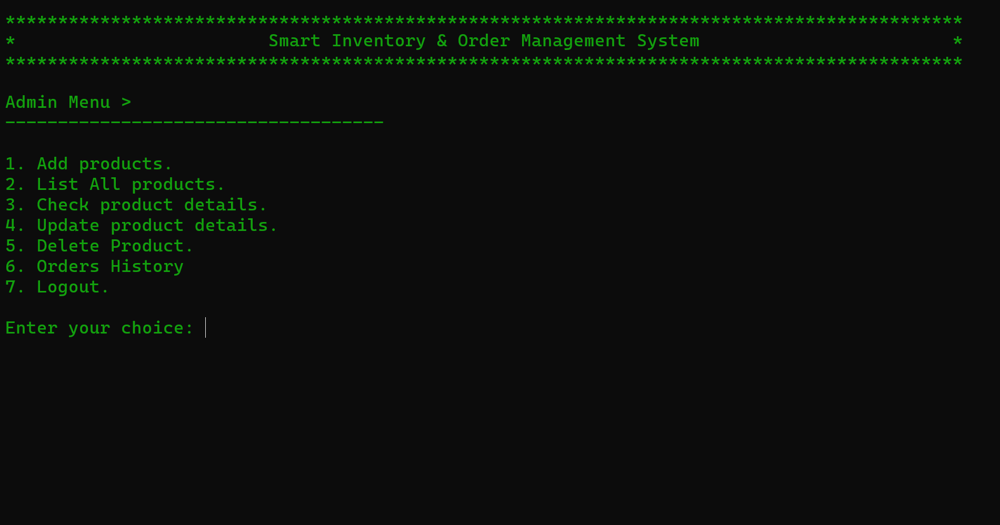 *******************************************************************************************
*                        Smart Inventory & Order Management System                        *
*******************************************************************************************
Admin Menu >
------------------------------------
1. Add products.
2. List All products.
3. Check product details.
4. Update product details.
5. Delete Product.
6. Orders History
7. Logout.
Enter your choice: